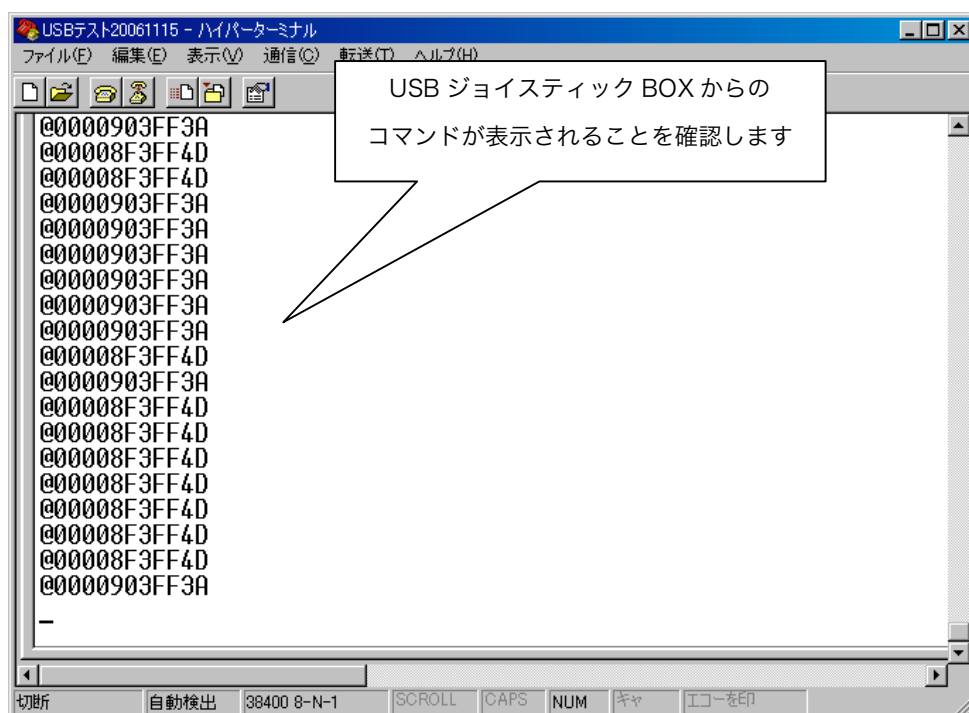 USBテスト20061115 - ハイパーターミナル
ファイル(F) 編集(E) 表示(V) 通信(C) 転送(T) ヘルプ(H)
USB ジョイスティック BOX からの
コマンドが表示されることを確認します
@0000903FF3A
@00008F3FF4D
@00008F3FF4D
@0000903FF3A
@0000903FF3A
@0000903FF3A
@0000903FF3A
@0000903FF3A
@0000903FF3A
@00008F3FF4D
@0000903FF3A
@00008F3FF4D
@00008F3FF4D
@00008F3FF4D
@00008F3FF4D
@00008F3FF4D
@00008F3FF4D
@00008F3FF4D
@0000903FF3A
切断 自動検出 38400 8-N-1 SCROLL CAPS NUM キャ エコーを印